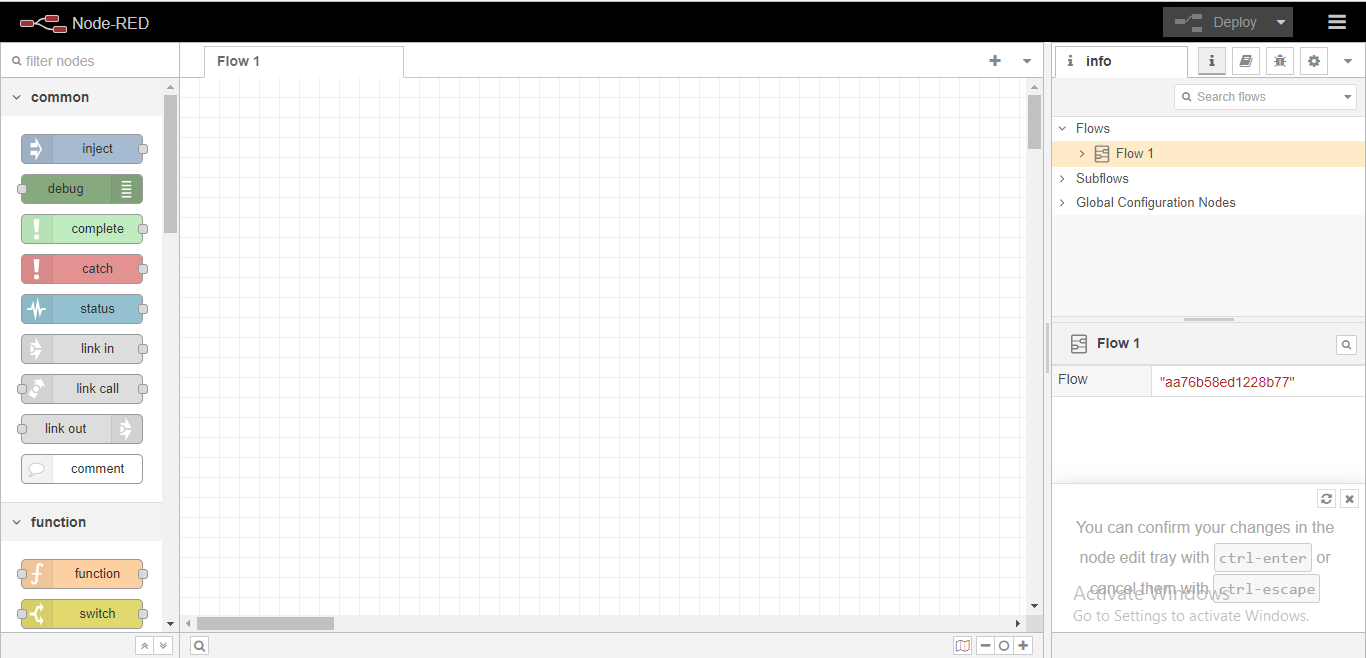 Node-RED
Deploy
filter nodes
Flow 1
info
common
Search flows
Flows
Flow 1
Subflows
Global Configuration Nodes
inject
debug
complete
catch
status
link in
link call
link out
comment
function
function
switch
Flow 1
Flow "aa76b58ed1228b77"
You can confirm your changes in the
node edit tray with ctrl-enter or
cancel them with ctrl-escape
Activate Windows
Go to Settings to activate Windows.